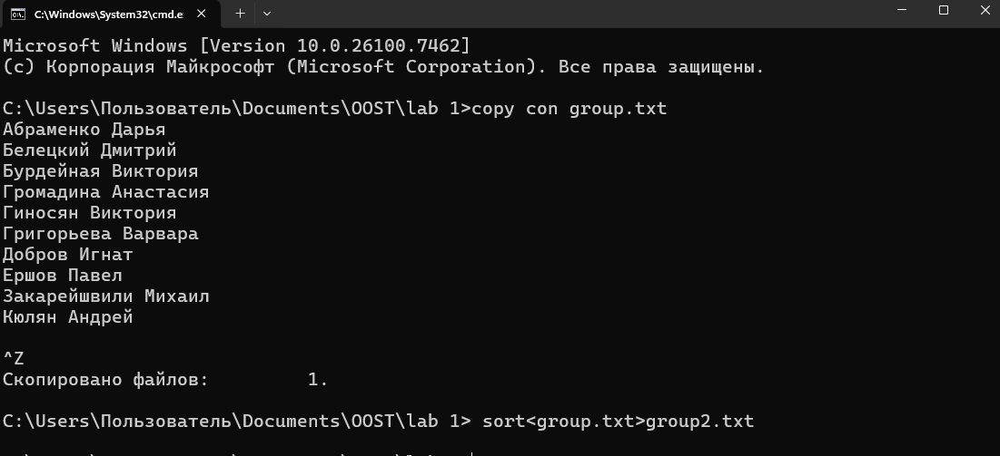 C:\Windows\System32\cmd.e
Microsoft Windows [Version 10.0.26100.7462]
(c) Корпорация Майкрософт (Microsoft Corporation). Все права защищены.
C:\Users\Пользователь\Documents\OOST\lab 1>copy con group.txt
Абраменко Дарья
Белецкий Дмитрий
Бурдейная Виктория
Громадина Анастасия
Гиносян Виктория
Григорьева Варвара
Добров Игнат
Ершов Павел
Закарейшвили Михаил
Кюлян Андрей
^Z
Скопировано файлов:         1.
C:\Users\Пользователь\Documents\OOST\lab 1> sort<group.txt>group2.txt